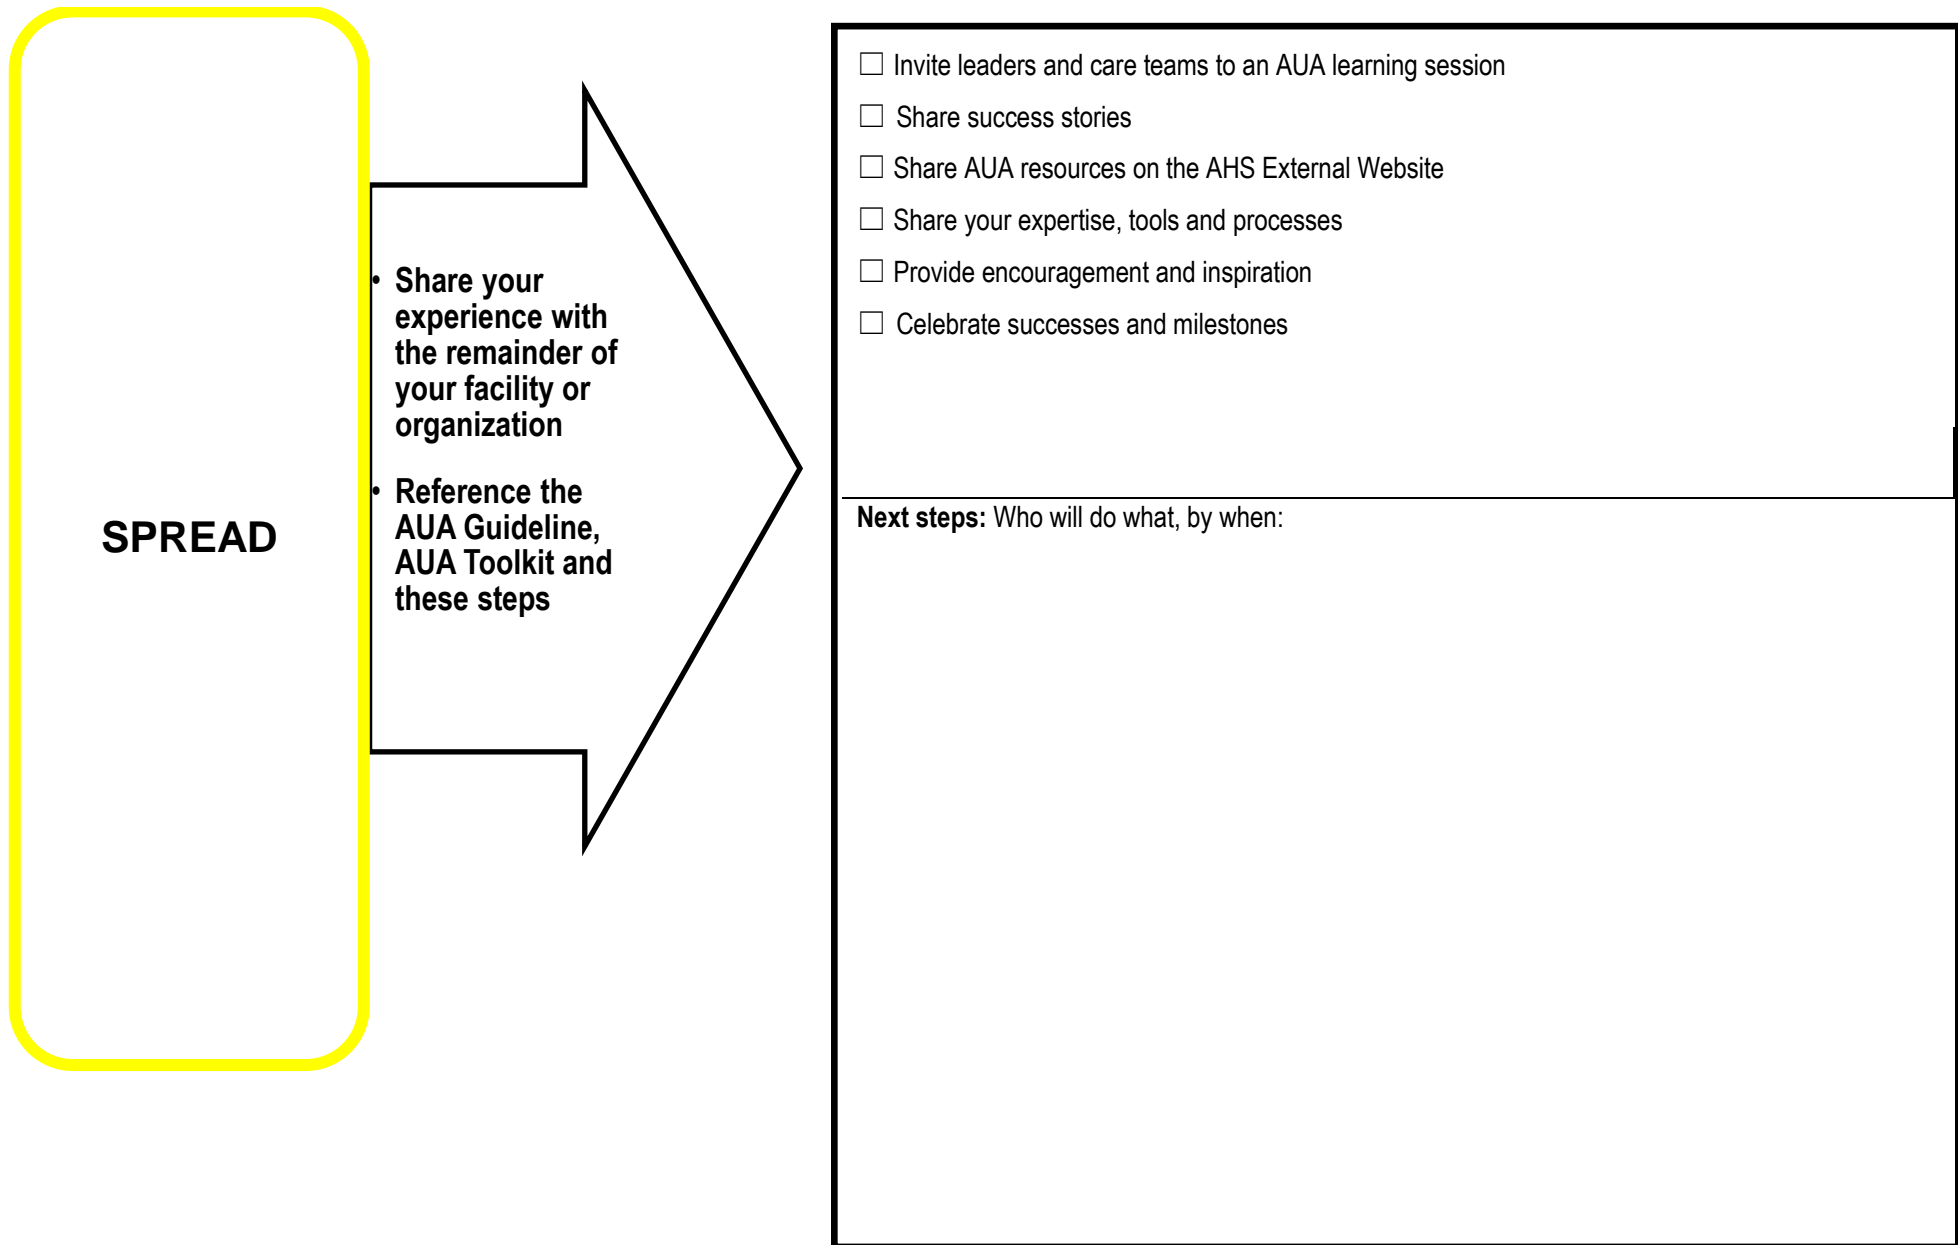 SPREAD
• Share your
experience with
the remainder of
your facility or
organization
• Reference the
AUA Guideline,
AUA Toolkit and
these steps
☐ Invite leaders and care teams to an AUA learning session
☐ Share success stories
☐ Share AUA resources on the AHS External Website
☐ Share your expertise, tools and processes
☐ Provide encouragement and inspiration
☐ Celebrate successes and milestones
Next steps: Who will do what, by when: